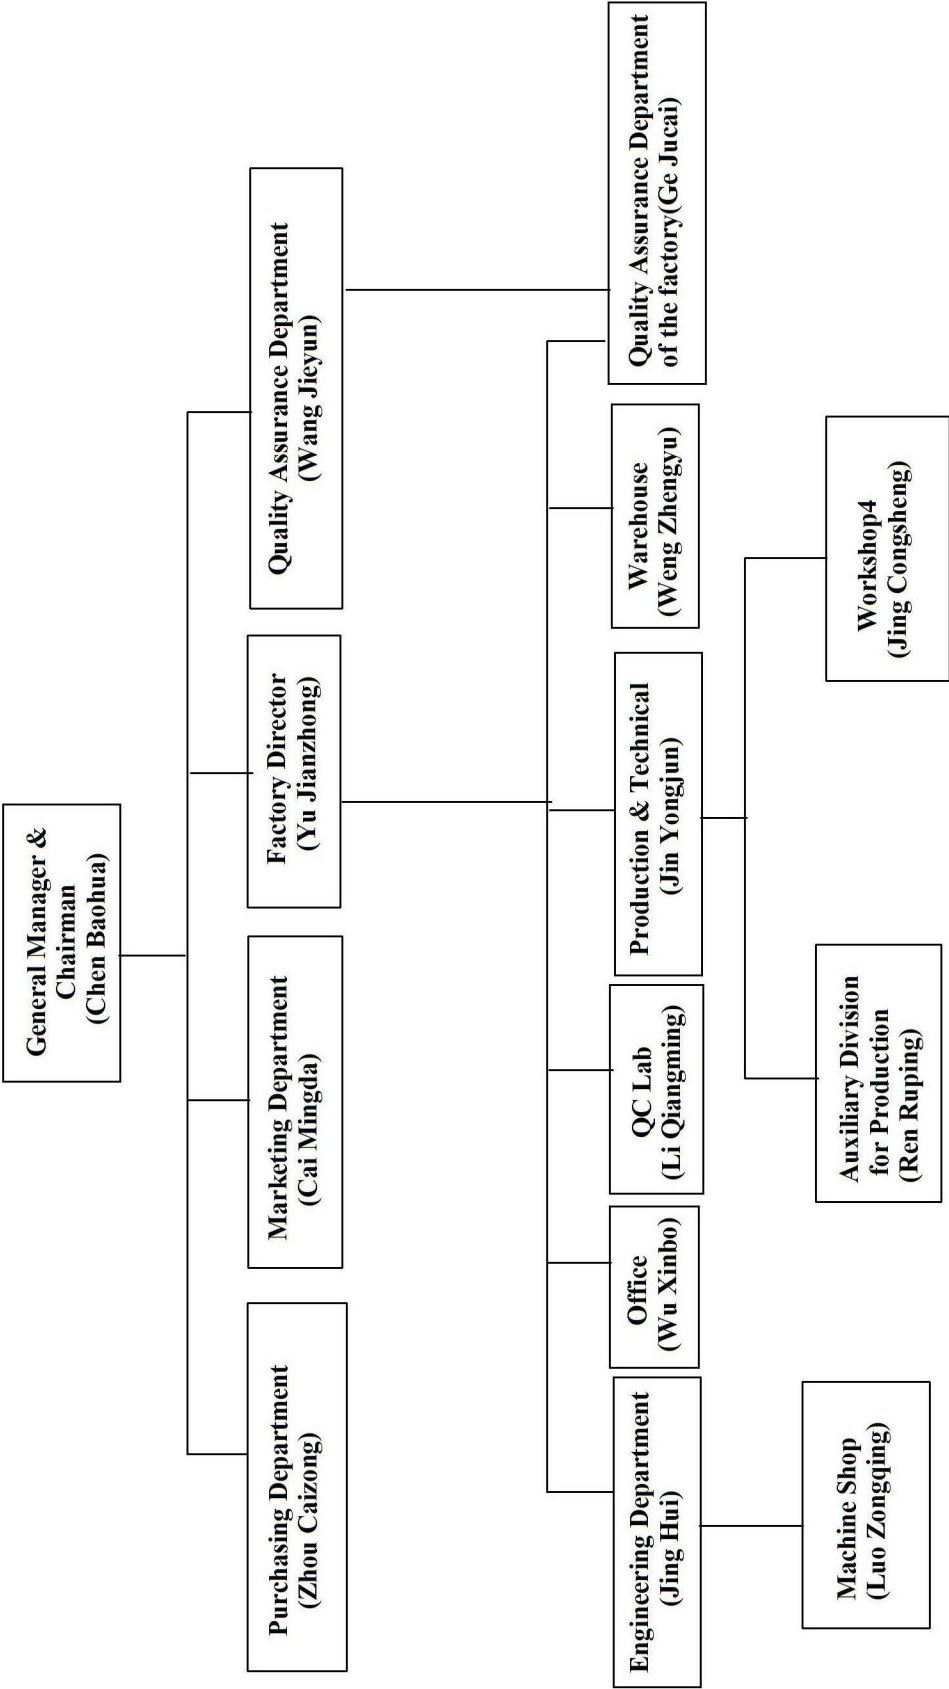 General Manager &
Chairman
(Chen Baohua)
Purchasing Department
(Zhou Caizong)
Marketing Department
(Cai Mingda)
Factory Director
(Yu Jianzhong)
Quality Assurance Department
(Wang Jieyun)
Engineering Department
(Jing Hui)
Office
(Wu Xinbo)
QC Lab
(Li Qiangming)
Production & Technical
(Jin Yongjun)
Warehouse
(Weng Zhengyu)
Quality Assurance Department
of the factory(Ge Jucai)
Machine Shop
(Luo Zongqing)
Auxiliary Division
for Production
(Ren Ruping)
Workshop4
(Jing Congsheng)